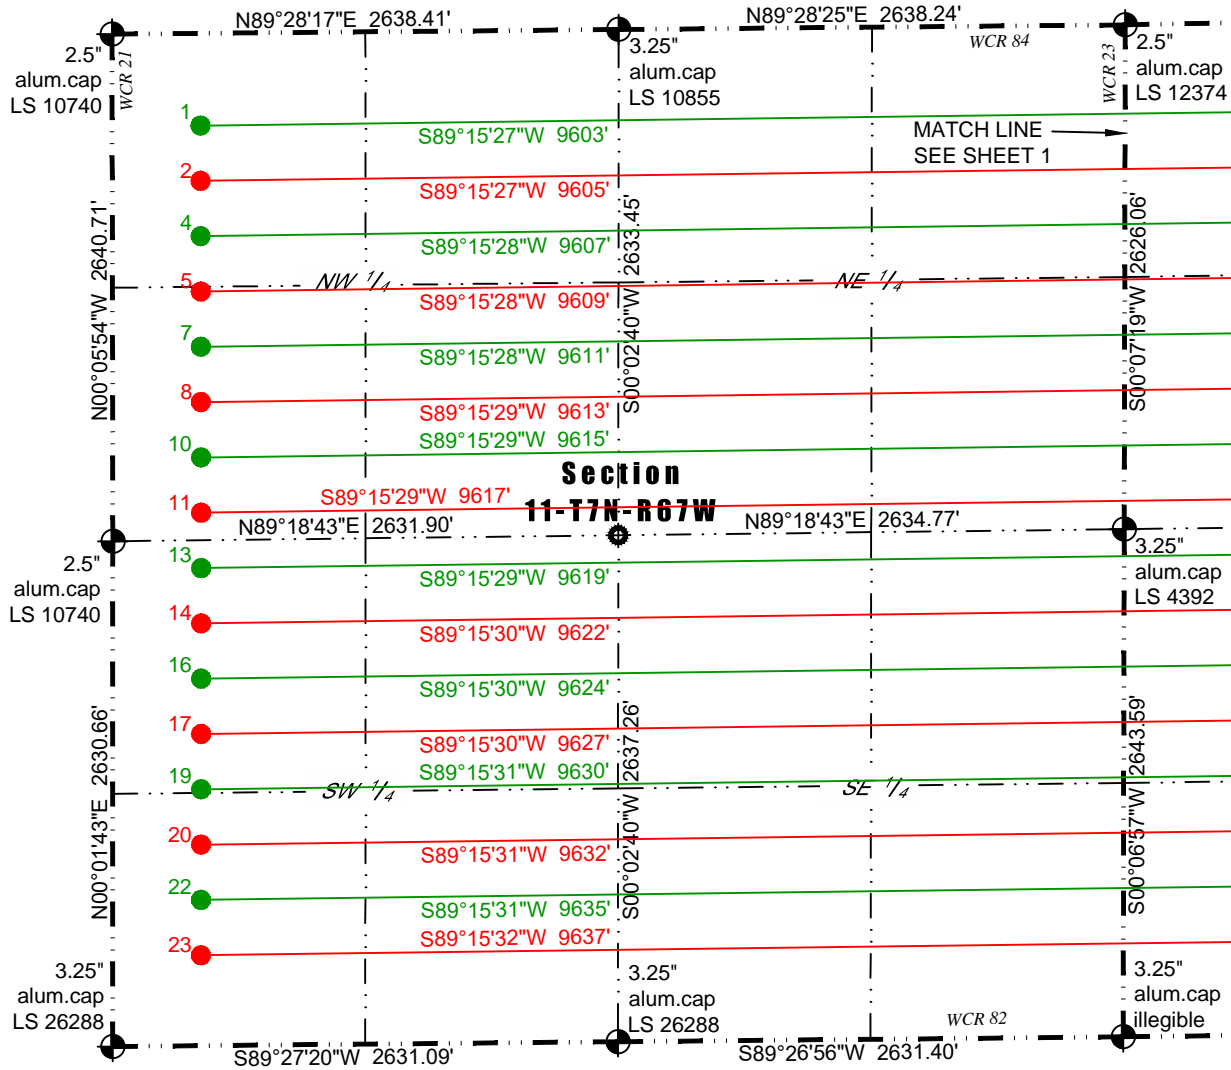 N89°28'17"E 2638.41'
N89°28'25"E 2638.24'
WCR 84
2.5"
alum.cap
LS 10740
WCR 21
3.25"
alum.cap
LS 10855
WCR 23
2.5"
alum.cap
LS 12374
MATCH LINE
SEE SHEET 1
1
S89°15'27"W 9603'
2
S89°15'27"W 9605'
4
S89°15'28"W 9607'
N00°05'54"W 2640.71'
S00°02'40"W 2633.45'
S00°07'19"W 2626.06'
NW 1/4
NE 1/4
5
S89°15'28"W 9609'
7
S89°15'28"W 9611'
8
S89°15'29"W 9613'
10
S89°15'29"W 9615'
Section
11-T7N-R67W
11
S89°15'29"W 9617'
N89°18'43"E 2631.90'
N89°18'43"E 2634.77'
2.5"
alum.cap
LS 10740
3.25"
alum.cap
LS 4392
13
S89°15'29"W 9619'
14
S89°15'30"W 9622'
16
S89°15'30"W 9624'
17
S89°15'30"W 9627'
19
S89°15'31"W 9630'
N00°01'43"E 2630.66'
S00°02'40"W 2637.26'
S00°06'57"W 2643.59'
SW 1/4
SE 1/4
20
S89°15'31"W 9632'
22
S89°15'31"W 9635'
23
S89°15'32"W 9637'
3.25"
alum.cap
LS 26288
3.25"
alum.cap
LS 26288
3.25"
alum.cap
illegible
WCR 82
S89°27'20"W 2631.09'
S89°26'56"W 2631.40'